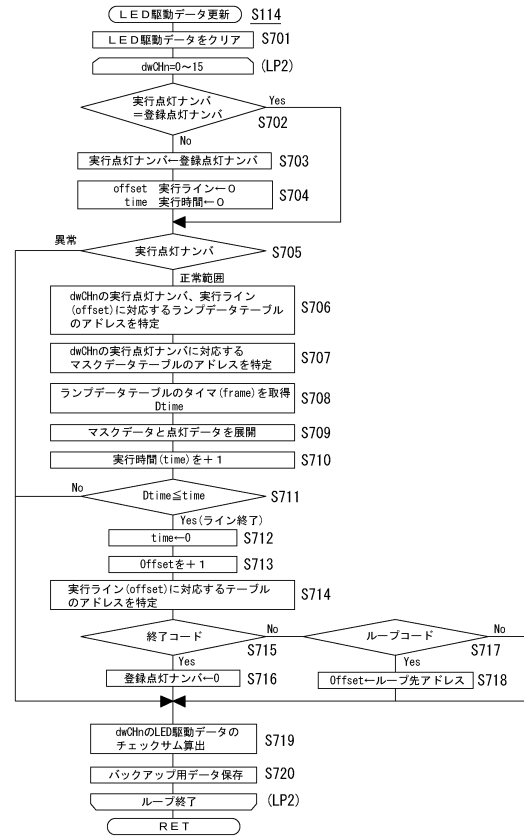 ＬＥＤ駆動データ更新 S114
ＬＥＤ駆動データをクリア S701
dwCHn=0～15 (LP2)
実行点灯ナンバ
＝登録点灯ナンバ
Yes
S702
No
実行点灯ナンバ←登録点灯ナンバ S703
offset 実行ライン←０
time 実行時間←０
S704
異常
実行点灯ナンバ S705
正常範囲
dwCHnの実行点灯ナンバ、実行ライン
(offset)に対応するランプデータテーブル
のアドレスを特定
S706
dwCHnの実行点灯ナンバに対応する
マスクデータテーブルのアドレスを特定
S707
ランプデータテーブルのタイマ(frame)を取得
Dtime
S708
マスクデータと点灯データを展開 S709
実行時間(time)を＋１ S710
No
Dtime≦time S711
Yes(ライン終了)
time←0 S712
Offsetを＋１ S713
実行ライン(offset)に対応するテーブル
のアドレスを特定
S714
終了コード S715
No
ループコード S717
No
Yes
Yes
登録点灯ナンバ←0 S716
Offset←ループ先アドレス S718
dwCHnのLED駆動データの
チェックサム算出
S719
バックアップ用データ保存 S720
ループ終了 (LP2)
ＲＥＴ